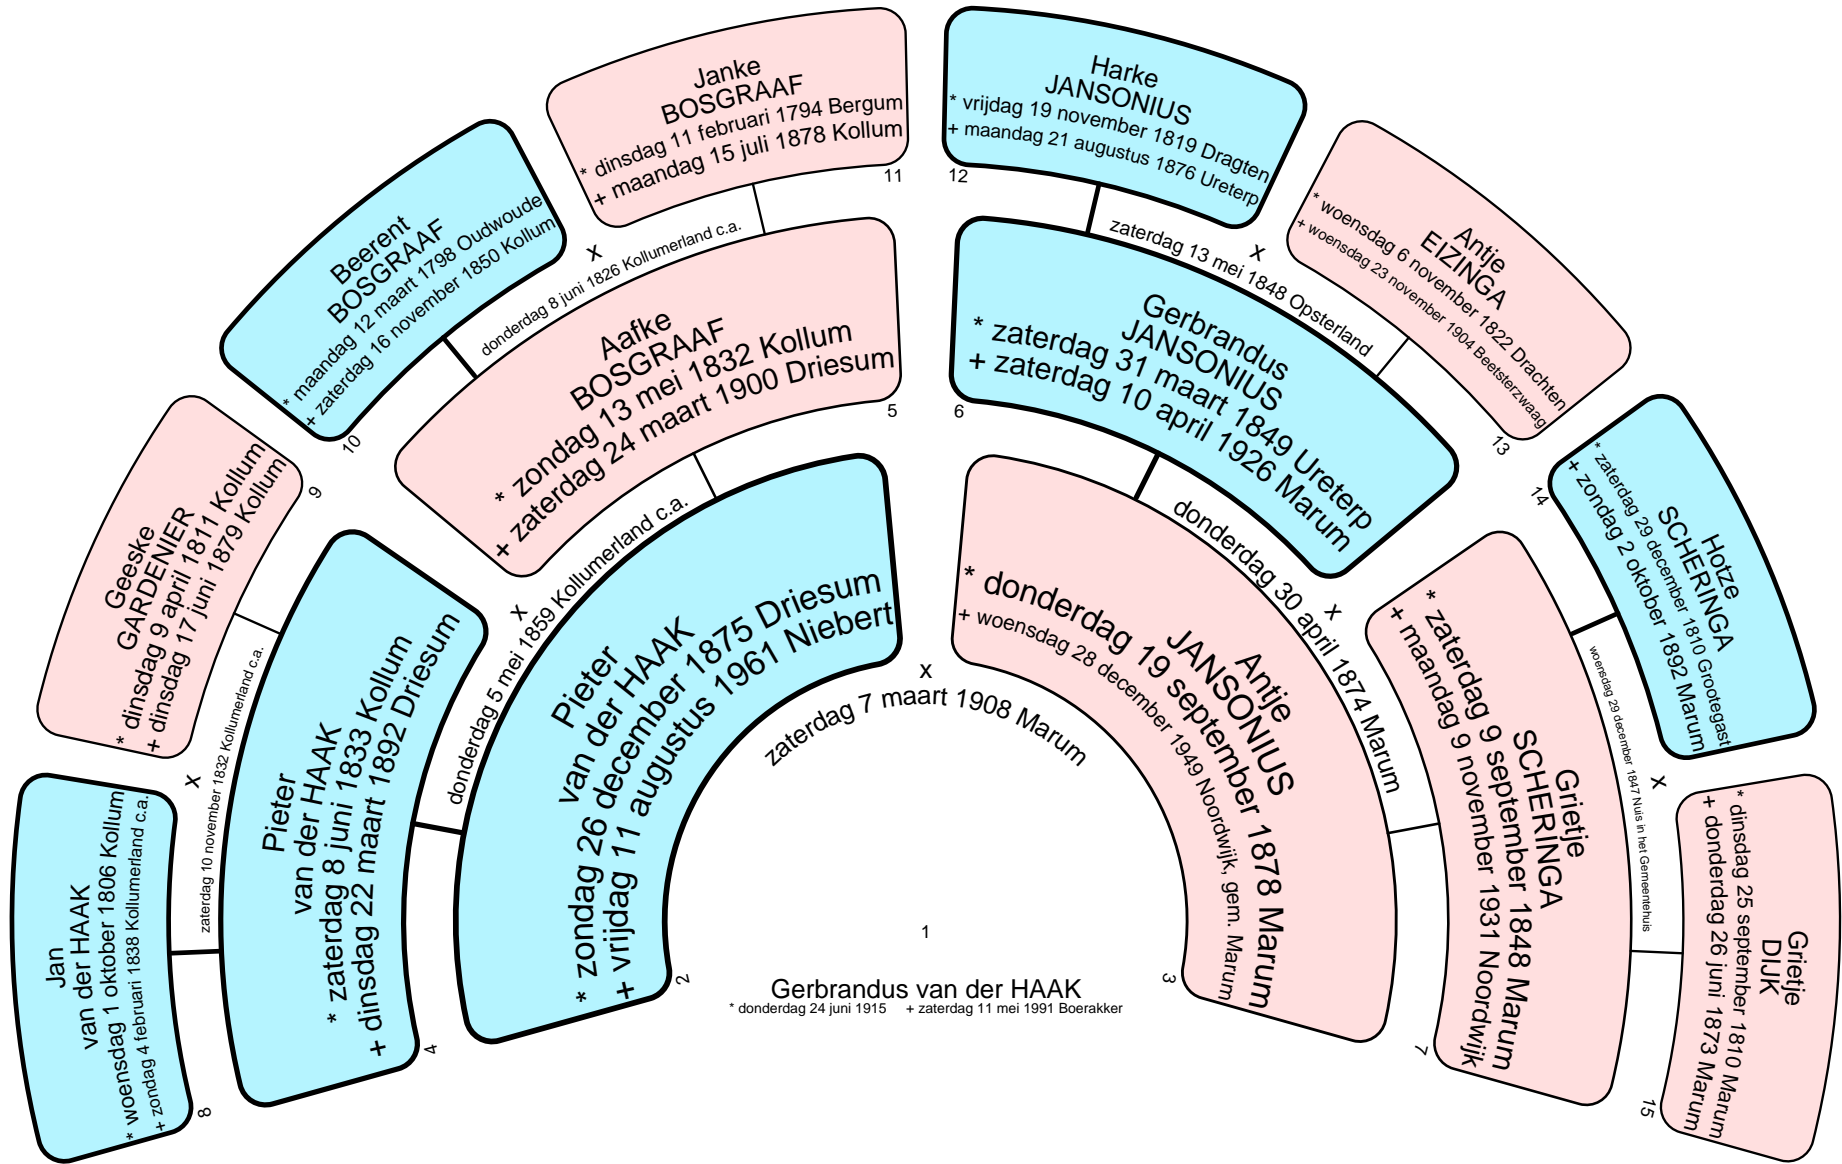 1
Gerbrandus van der HAAK
* donderdag 24 juni 1915 + zaterdag 11 mei 1991 Boerakker
Pieter
van der HAAK
* zondag 26 december 1875 Driesum
+ vrijdag 11 augustus 1961 Niebert
2
x
zaterdag 7 maart 1908 Marum
Antje
JANSONIUS
* donderdag 19 september 1878 Marum
+ woensdag 28 december 1949 Noordwijk, gem. Marum
3
Pieter
van der HAAK
* zaterdag 8 juni 1833 Kollum
+ dinsdag 22 maart 1892 Driesum
4
x
donderdag 5 mei 1859 Kollumerland c.a.
Aafke
BOSGRAAF
* zondag 13 mei 1832 Kollum
+ zaterdag 24 maart 1900 Driesum
5
Gerbrandus
JANSONIUS
* zaterdag 31 maart 1849 Ureterp
+ zaterdag 10 april 1926 Marum
6
x
donderdag 30 april 1874 Marum
Grietje
SCHERINGA
* zaterdag 9 september 1848 Marum
+ maandag 9 november 1931 Noordwijk
7
Jan
van der HAAK
* woensdag 1 oktober 1806 Kollum
+ zondag 4 februari 1838 Kollumerland c.a.
8
x
zaterdag 10 november 1832 Kollumerland c.a.
Geeske
GARDENIER
* dinsdag 9 april 1811 Kollum
+ dinsdag 17 juni 1879 Kollum
9
Beerent
BOSGRAAF
* maandag 12 maart 1798 Oudwoude
+ zaterdag 16 november 1850 Kollum
10
x
donderdag 8 juni 1826 Kollumerland c.a.
Janke
BOSGRAAF
* dinsdag 11 februari 1794 Bergum
+ maandag 15 juli 1878 Kollum
11
Harke
JANSONIUS
* vrijdag 19 november 1819 Dragten
+ maandag 21 augustus 1876 Ureterp
12
x
zaterdag 13 mei 1848 Opsterland
Antje
EIZINGA
* woensdag 6 november 1822 Drachten
+ woensdag 23 november 1904 Beetsterzwaag
13
Hotze
SCHERINGA
* zaterdag 29 december 1810 Grootegast
+ zondag 2 oktober 1892 Marum
14
x
woensdag 29 december 1847 Nuis in het Gemeentehuis
Grietje
DIJK
* dinsdag 25 september 1810 Marum
+ donderdag 26 juni 1873 Marum
15